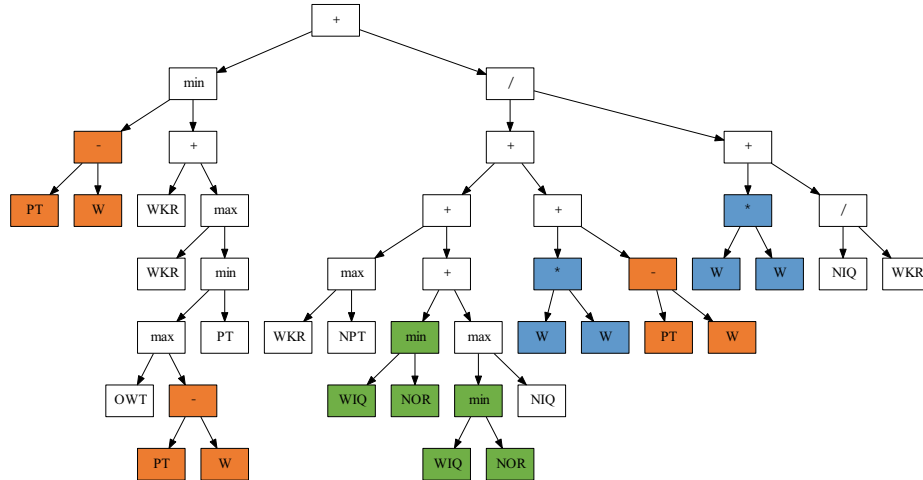 +
min /
- + + +
PT W WKR max + + * /
WKR min max + * - W W NIQ WKR
max PT WKR NPT min max W W PT W
OWT - WIQ NOR min NIQ
PT W WIQ NOR